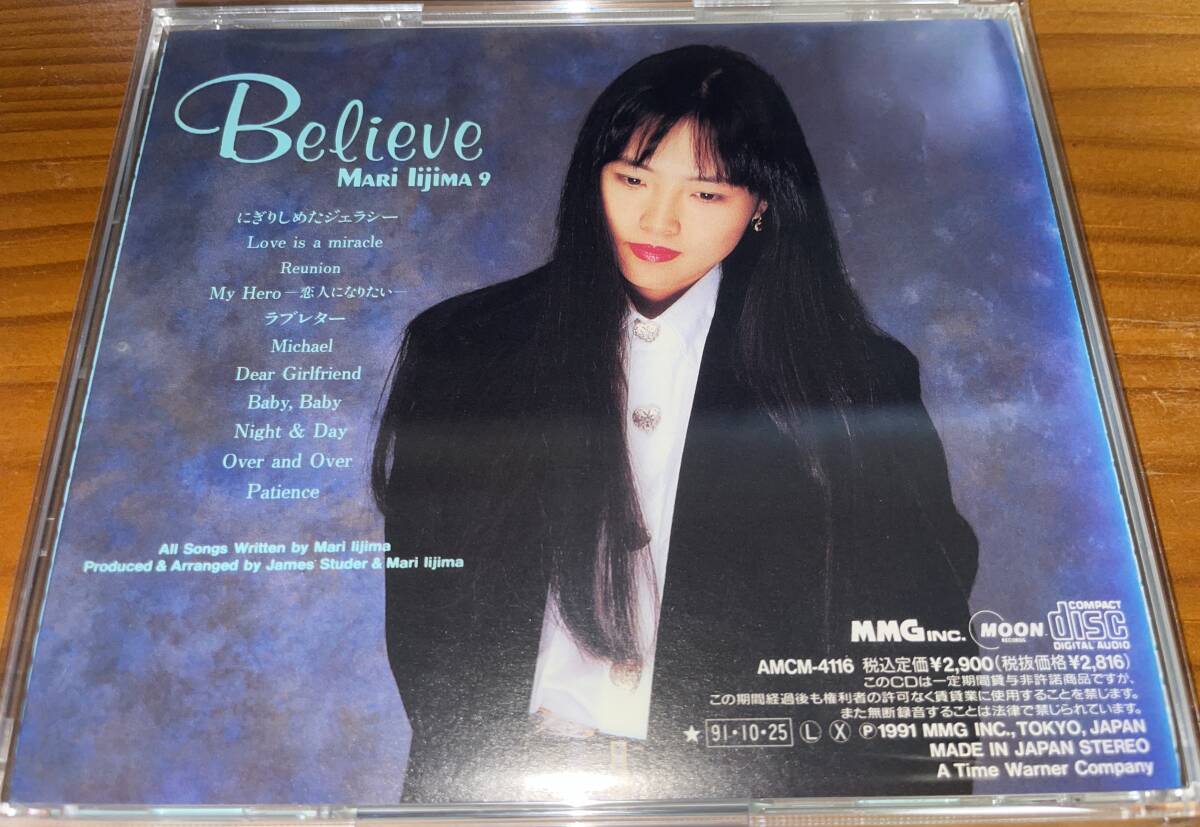 Believe
MARI IIJIMA 9
にぎりしめたジェラシー
Love is a miracle
Reunion
My Hero ―恋人になりたい―
ラブレター
Michael
Dear Girlfriend
Baby, Baby
Night & Day
Over and Over
Patience
All Songs Written by Mari Iijima
Produced & Arranged by James Studer & Mari Iijima
MMG INC. MOON RECORDS COMPACT disc DIGITAL AUDIO
AMCM-4116 税込定価¥2,900(税抜価格¥2,816)
このCDは一定期間貸与非許諾商品ですが、
この期間経過後も権利者の許可なく賃貸業に使用することを禁じます。
また無断録音することは法律で禁じられています。
★ 91・10・25 Ⓛ Ⓧ Ⓟ1991 MMG INC., TOKYO, JAPAN
MADE IN JAPAN STEREO
A Time Warner Company